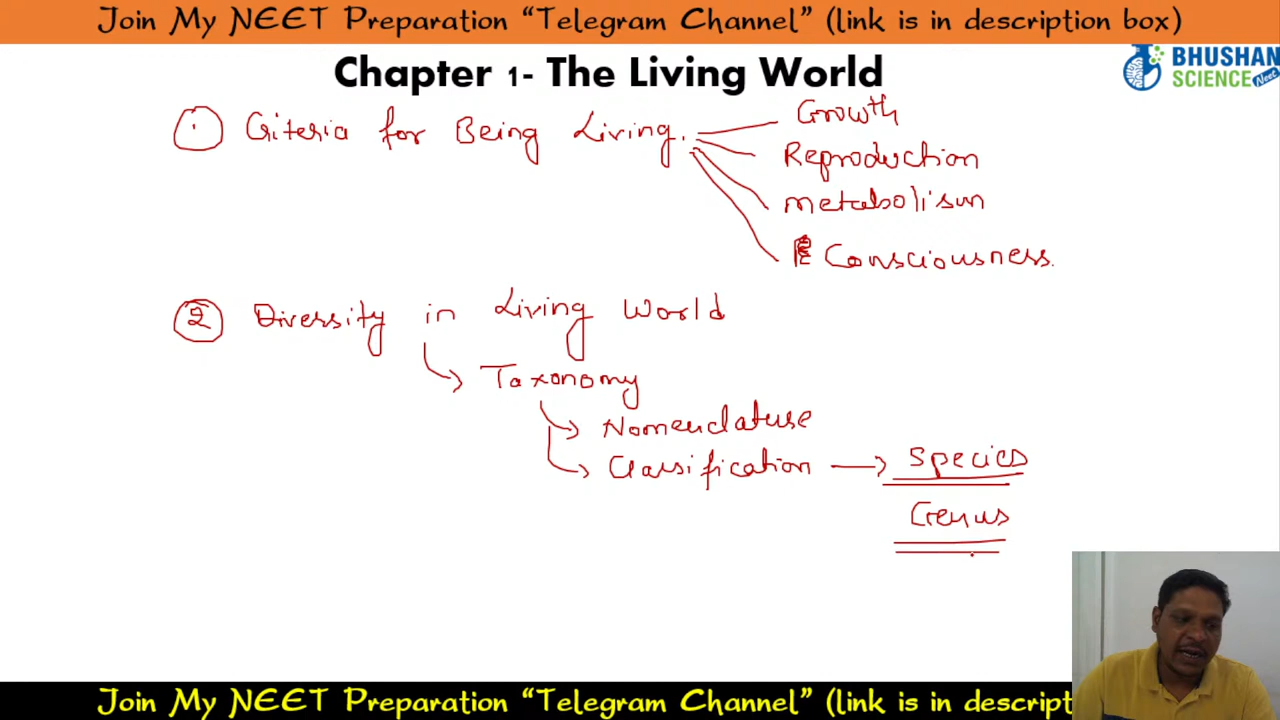 Join My NEET Preparation “Telegram Channel” (link is in description box)
Chapter 1- The Living World
BHUSHAN
SCIENCE Neet
1 Criteria for Being Living.
Growth
Reproduction
Metabolism
Consciousness.
2 Diversity in Living World
Taxonomy
Nomenclature
Classification → Species
Genus
Join My NEET Preparation “Telegram Channel” (link is in descript